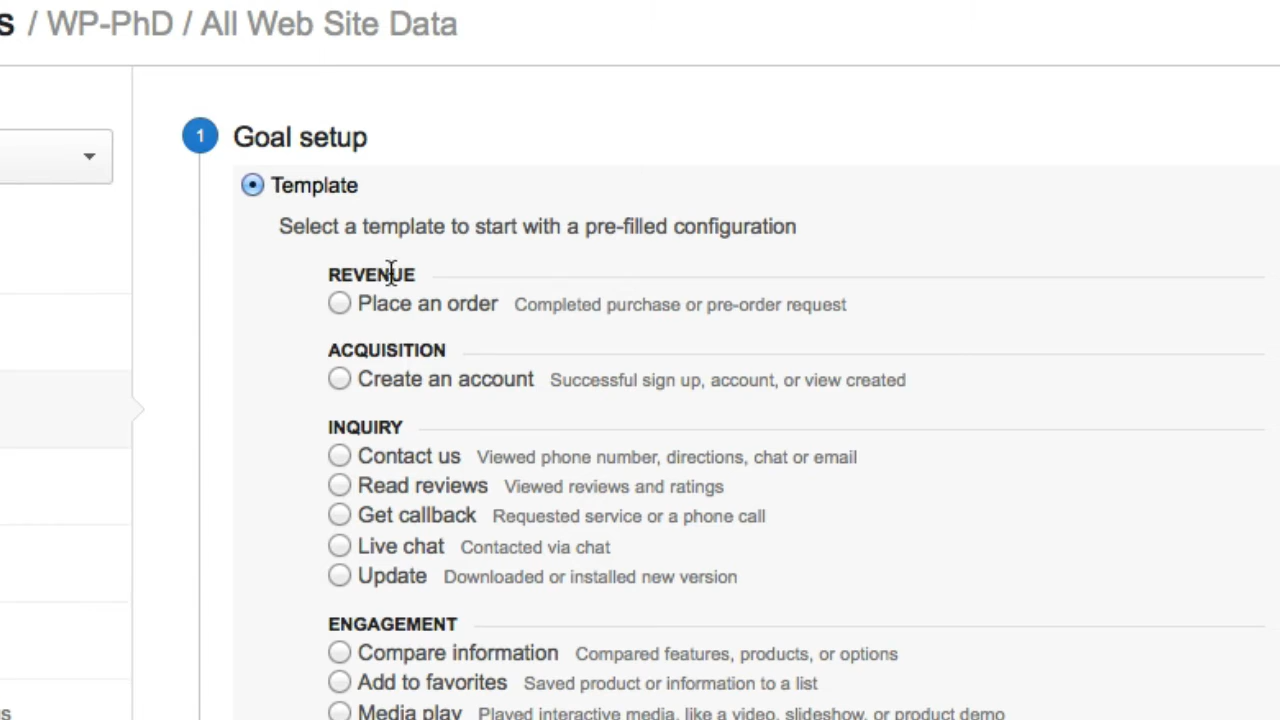 s / WP-PhD / All Web Site Data
1 Goal setup
Template
Select a template to start with a pre-filled configuration
REVENUE
Place an order Completed purchase or pre-order request
ACQUISITION
Create an account Successful sign up, account, or view created
INQUIRY
Contact us Viewed phone number, directions, chat or email
Read reviews Viewed reviews and ratings
Get callback Requested service or a phone call
Live chat Contacted via chat
Update Downloaded or installed new version
ENGAGEMENT
Compare information Compared features, products, or options
Add to favorites Saved product or information to a list
Media play Played interactive media, like a video, slideshow, or product demo
gs